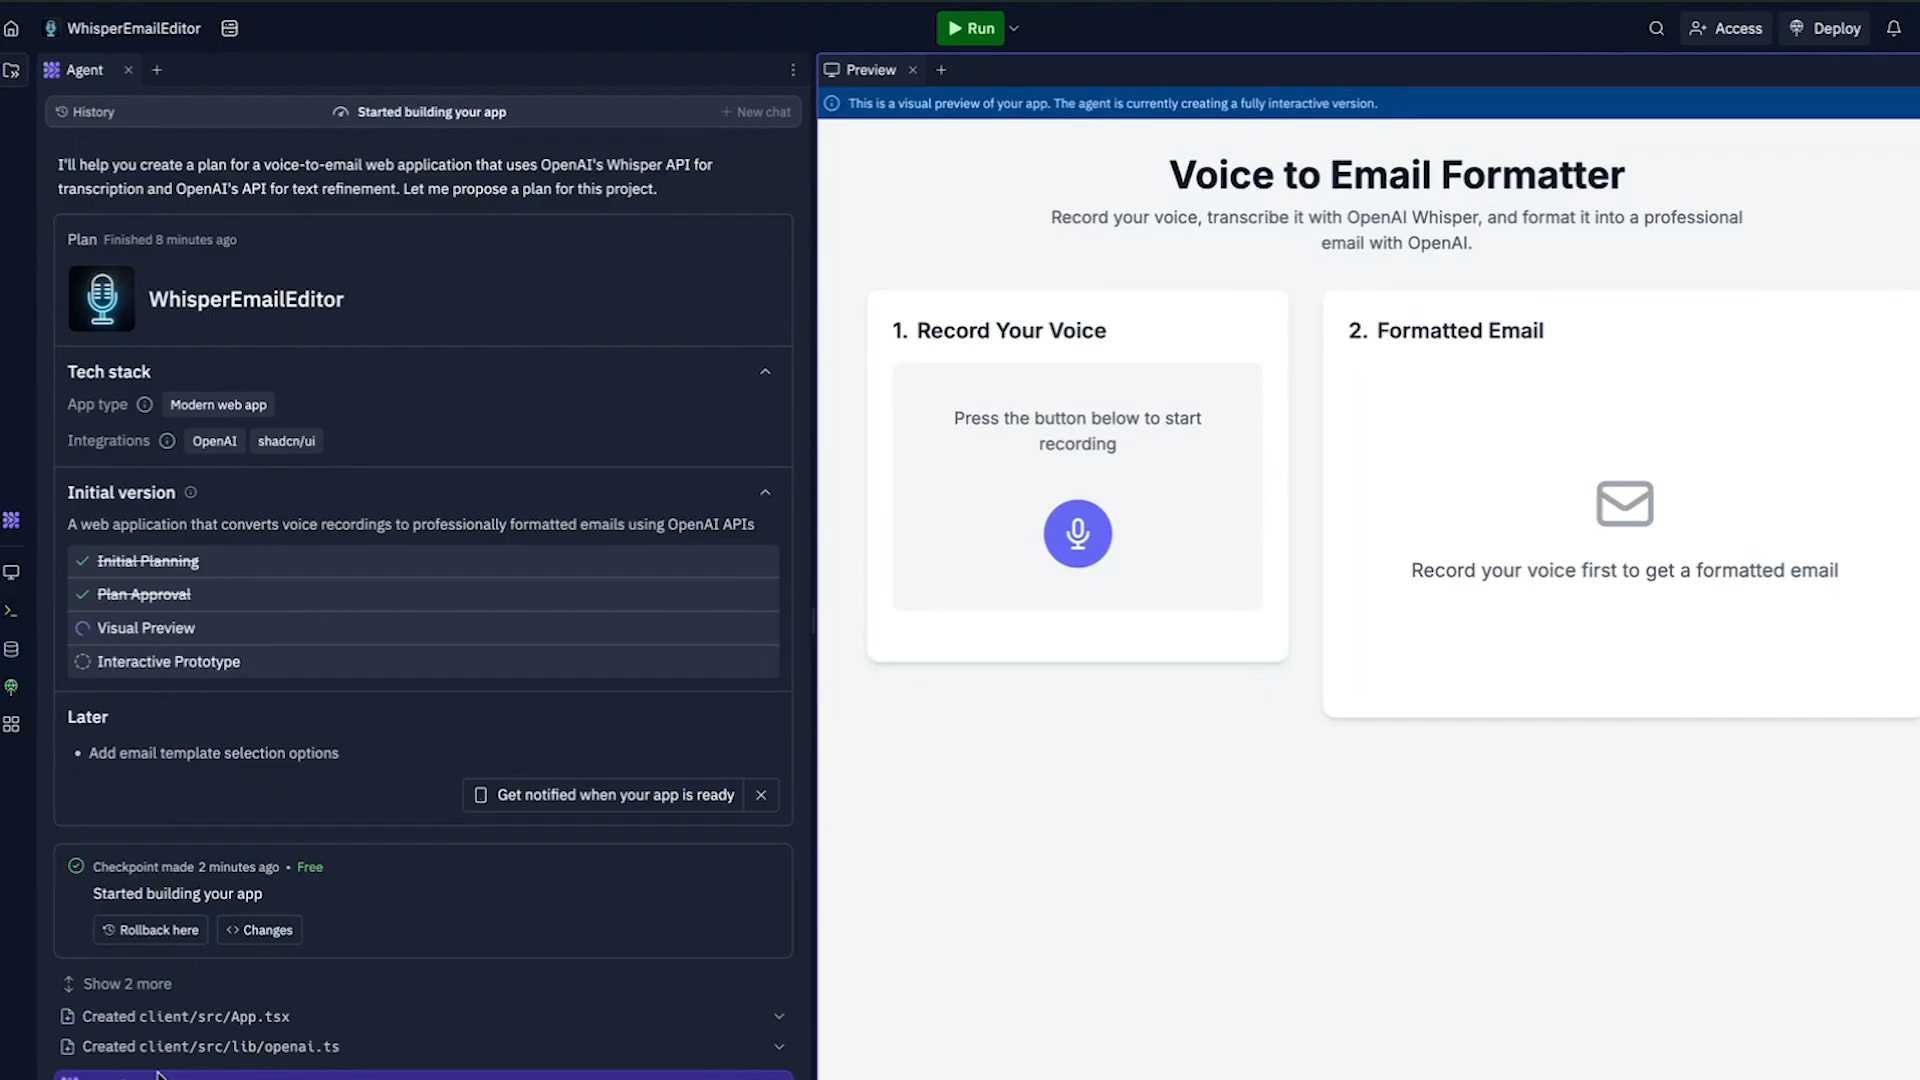 WhisperEmailEditor
Run
Access
Deploy
Agent
Preview
History
Started building your app
+ New chat
This is a visual preview of your app. The agent is currently creating a fully interactive version.
I'll help you create a plan for a voice-to-email web application that uses OpenAI's Whisper API for
transcription and OpenAI's API for text refinement. Let me propose a plan for this project.
Plan Finished 8 minutes ago
WhisperEmailEditor
Tech stack
App type Modern web app
Integrations OpenAI shadcn/ui
Initial version
A web application that converts voice recordings to professionally formatted emails using OpenAI APIs
Initial Planning
Plan Approval
Visual Preview
Interactive Prototype
Later
• Add email template selection options
Get notified when your app is ready
Checkpoint made 2 minutes ago • Free
Started building your app
Rollback here
<> Changes
Show 2 more
Created client/src/App.tsx
Created client/src/lib/openai.ts
Voice to Email Formatter
Record your voice, transcribe it with OpenAI Whisper, and format it into a professional
email with OpenAI.
1. Record Your Voice
Press the button below to start
recording
2. Formatted Email
Record your voice first to get a formatted email